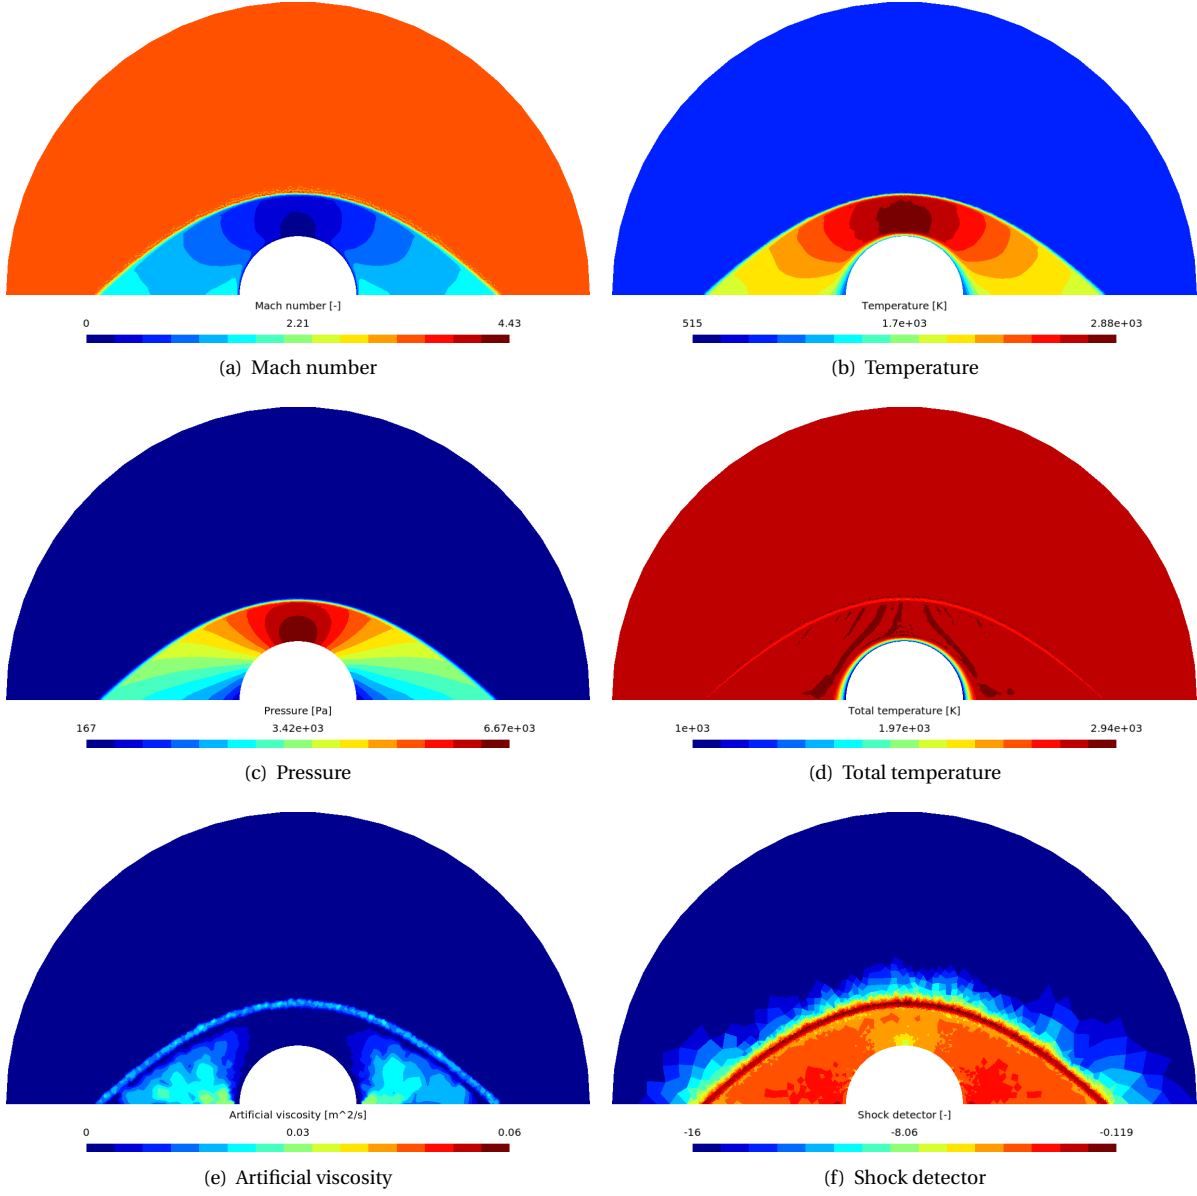 Mach number [-]
0 2.21 4.43
(a) Mach number
Temperature [K]
515 1.7e+03 2.88e+03
(b) Temperature
Pressure [Pa]
167 3.42e+03 6.67e+03
(c) Pressure
Total temperature [K]
1e+03 1.97e+03 2.94e+03
(d) Total temperature
Artificial viscosity [m^2/s]
0 0.03 0.06
(e) Artificial viscosity
Shock detector [-]
-16 -8.06 -0.119
(f) Shock detector